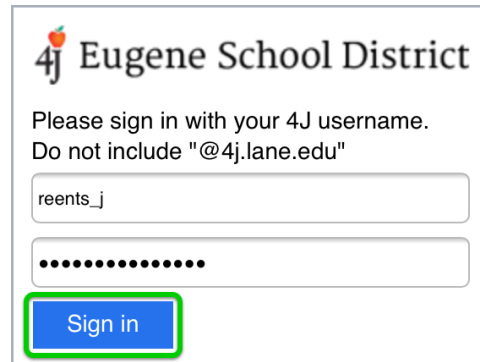 4j Eugene School District
Please sign in with your 4J username.
Do not include "@4j.lane.edu"
reents_j
•••••••••••••••
Sign in